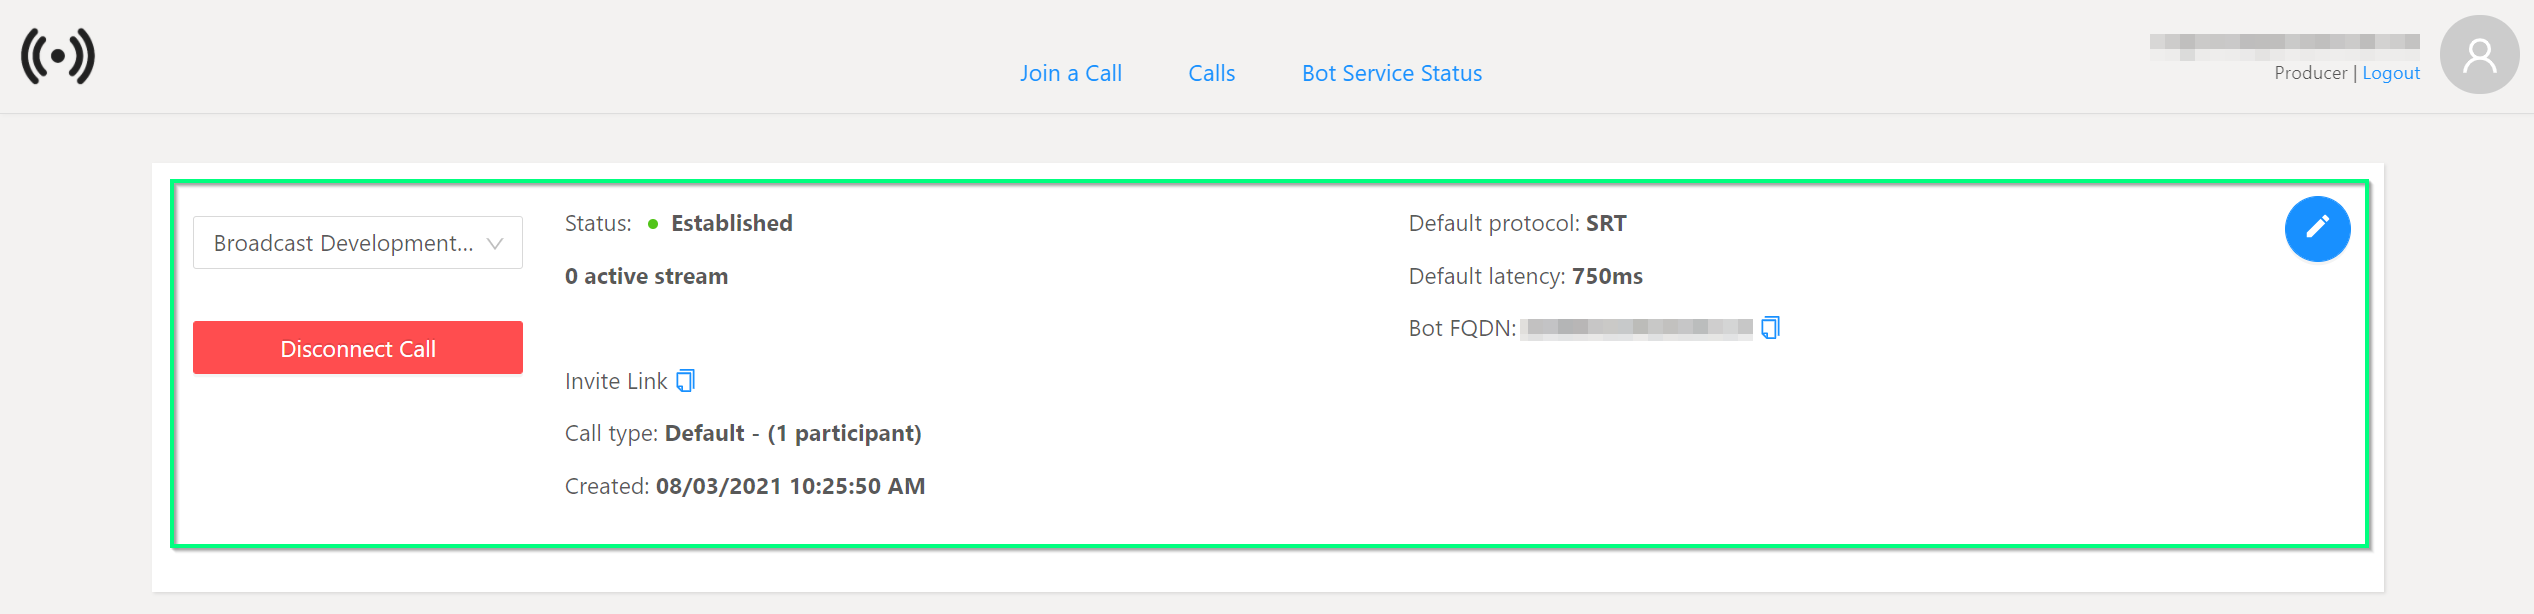 Join a Call
Calls
Bot Service Status
Producer | Logout
Broadcast Development...
Disconnect Call
Status: Established
0 active stream
Invite Link
Call type: Default - (1 participant)
Created: 08/03/2021 10:25:50 AM
Default protocol: SRT
Default latency: 750ms
Bot FQDN: